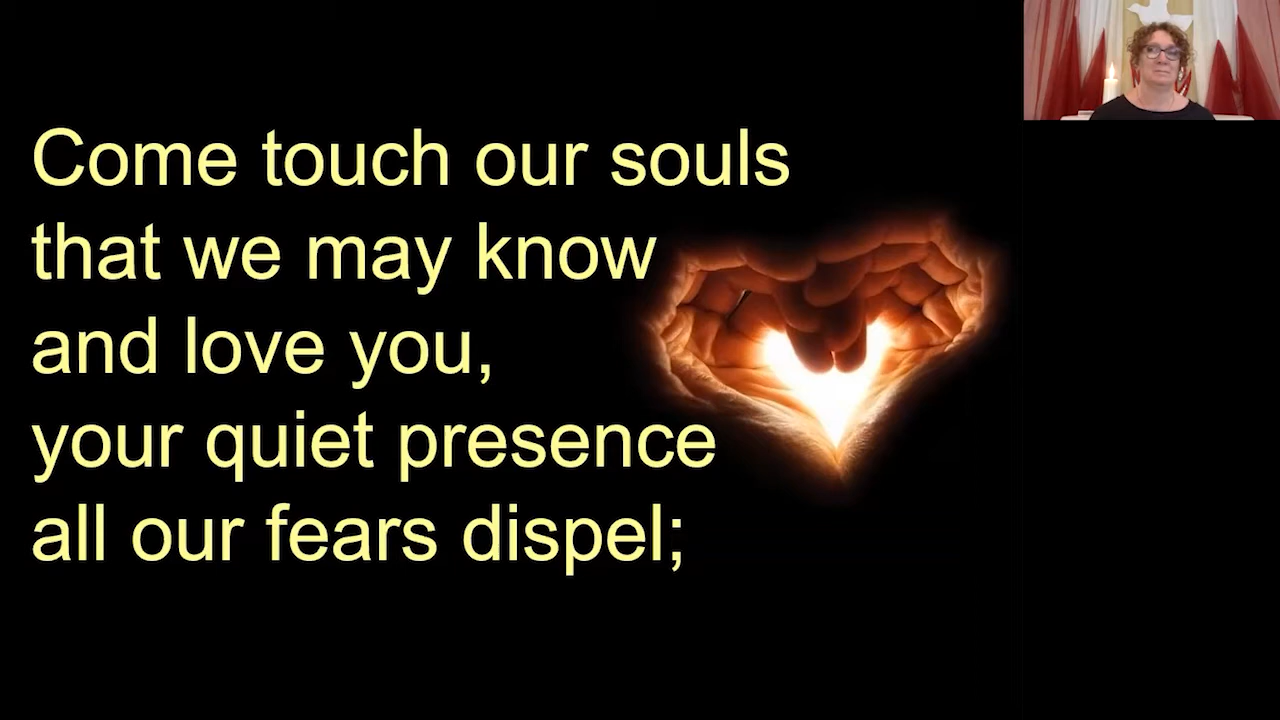 Come touch our souls
that we may know
and love you,
your quiet presence
all our fears dispel;